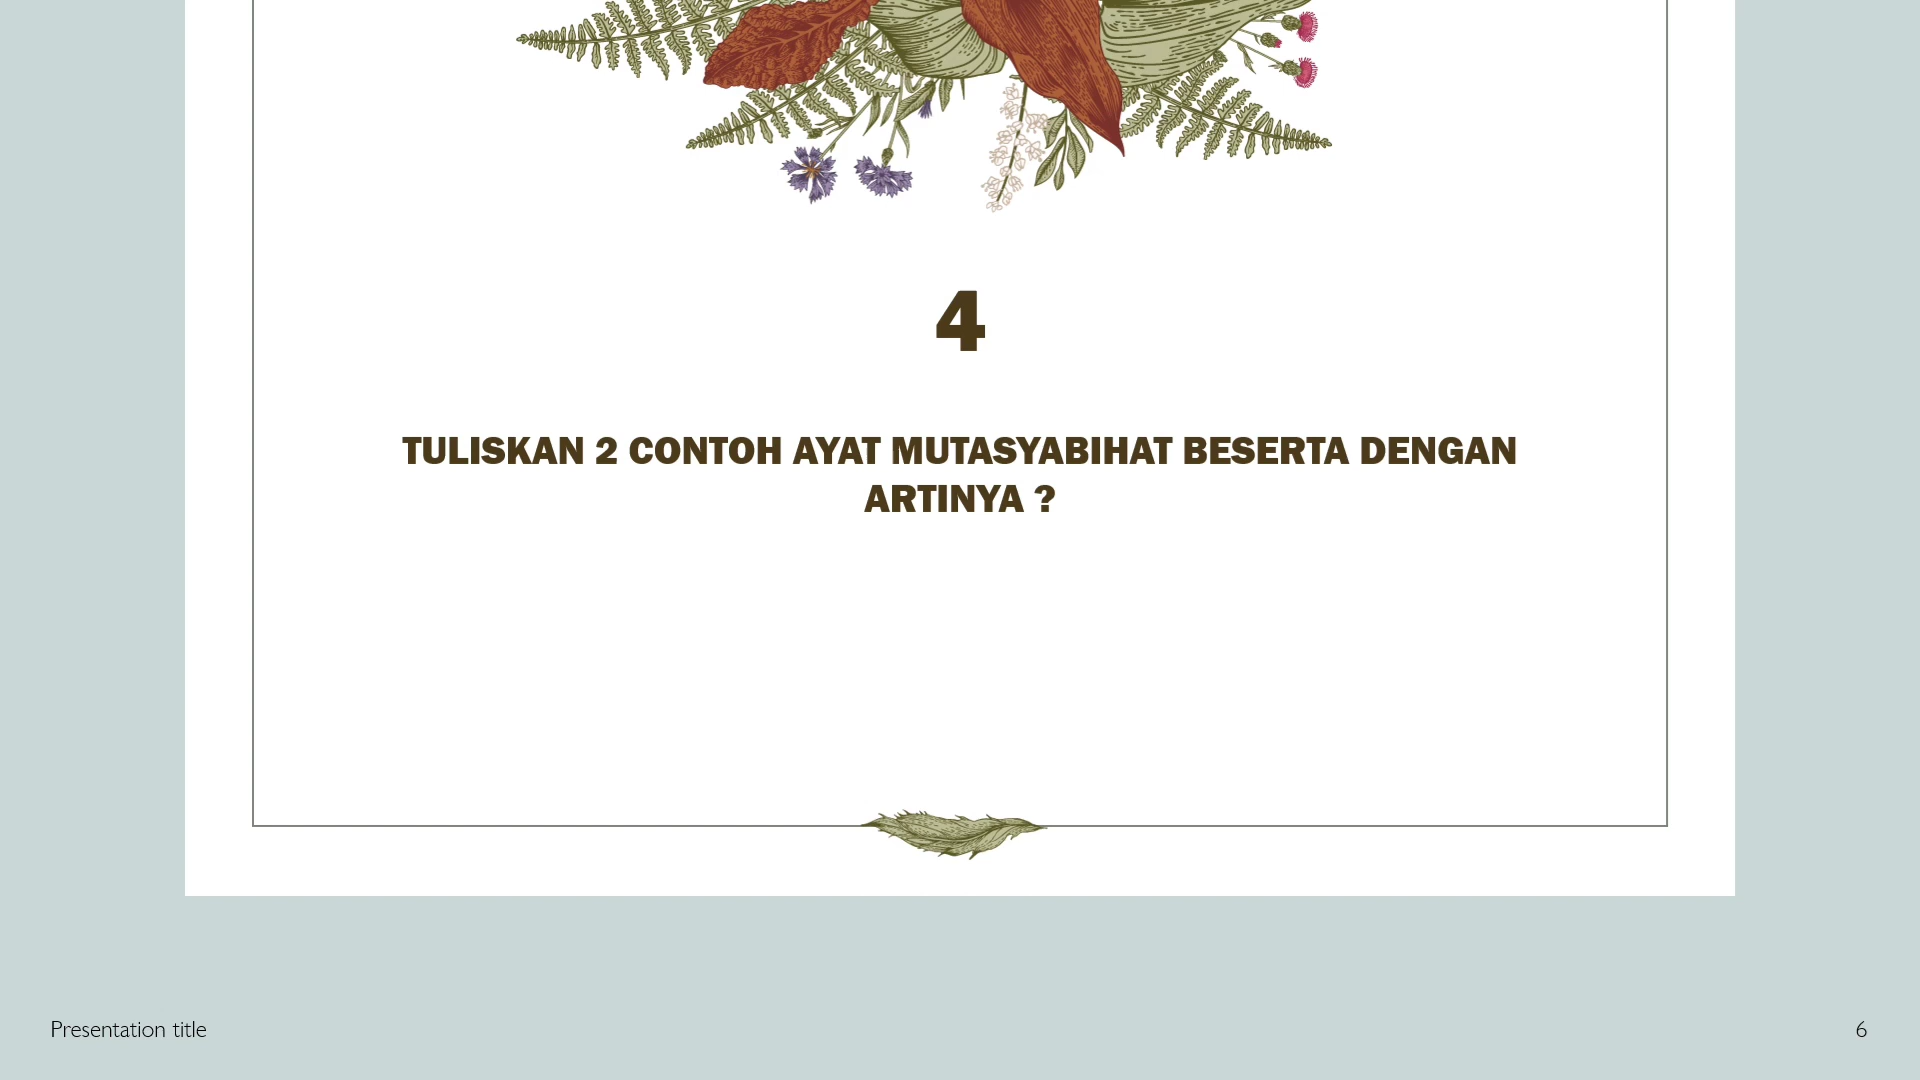 4
TULISKAN 2 CONTOH AYAT MUTASYABIHAT BESERTA DENGAN
ARTINYA ?
Presentation title
6